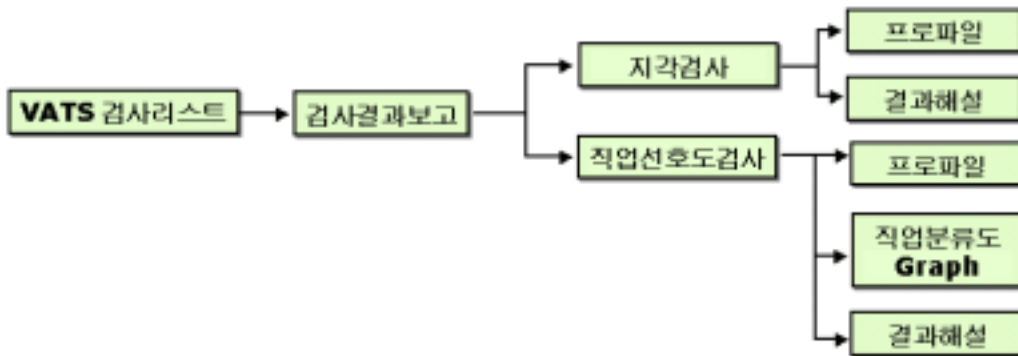 VATS 검사리스트
검사결과보고
지각검사
프로파일
결과해설
직업선호도검사
프로파일
직업분류도
Graph
결과해설